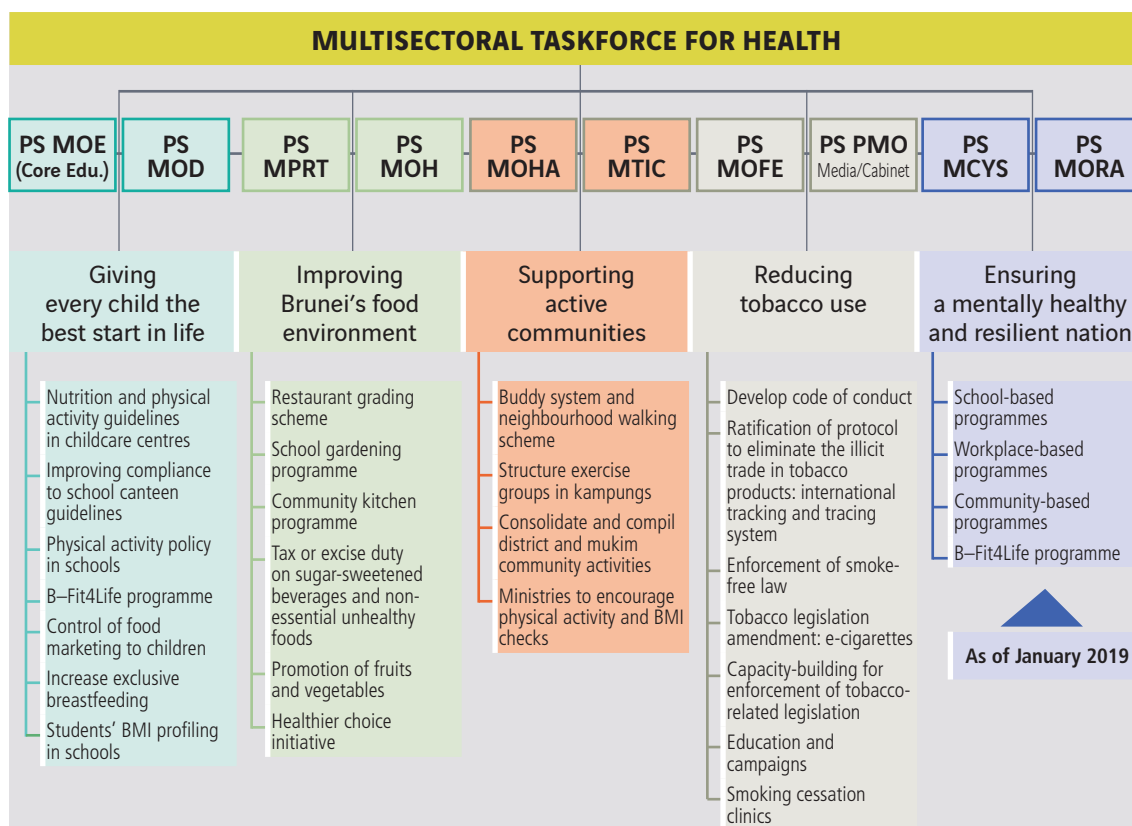 MULTISECTORAL TASKFORCE FOR HEALTH
PS MOE
(Core Edu.)
PS
MOD
PS
MPRT
PS
MOH
PS
MOHA
PS
MTIC
PS
MOFE
PS PMO
Media/Cabinet
PS
MCYS
PS
MORA
Giving
every child the
best start in life
Nutrition and physical
activity guidelines
in childcare centres
Improving compliance
to school canteen
guidelines
Physical activity policy
in schools
B–Fit4Life programme
Control of food
marketing to children
Increase exclusive
breastfeeding
Students’ BMI profiling
in schools
Improving
Brunei’s food
environment
Restaurant grading
scheme
School gardening
programme
Community kitchen
programme
Tax or excise duty
on sugar-sweetened
beverages and non-
essential unhealthy
foods
Promotion of fruits
and vegetables
Healthier choice
initiative
Supporting
active
communities
Buddy system and
neighbourhood walking
scheme
Structure exercise
groups in kampungs
Consolidate and compil
district and mukim
community activities
Ministries to encourage
physical activity and BMI
checks
Reducing
tobacco use
Develop code of conduct
Ratification of protocol
to eliminate the illicit
trade in tobacco
products: international
tracking and tracing
system
Enforcement of smoke-
free law
Tobacco legislation
amendment: e-cigarettes
Capacity-building for
enforcement of tobacco-
related legislation
Education and
campaigns
Smoking cessation
clinics
Ensuring
a mentally healthy
and resilient nation
School-based
programmes
Workplace-based
programmes
Community-based
programmes
B–Fit4Life programme
As of January 2019